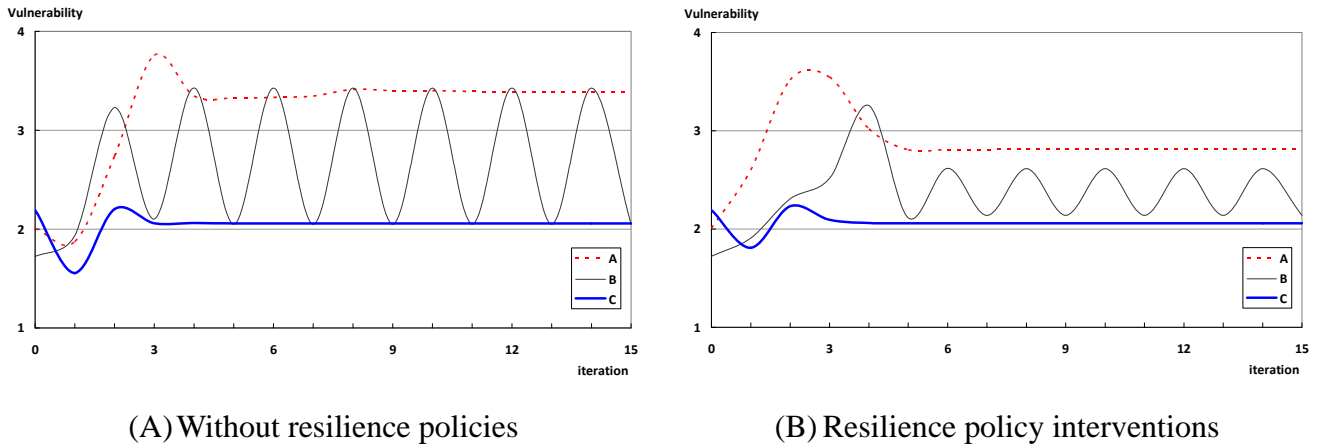 Vulnerability
4
3
2
1
0
3
6
9
12
15
iteration
A
B
C
(A) Without resilience policies
Vulnerability
4
3
2
1
0
3
6
9
12
15
iteration
A
B
C
(B) Resilience policy interventions